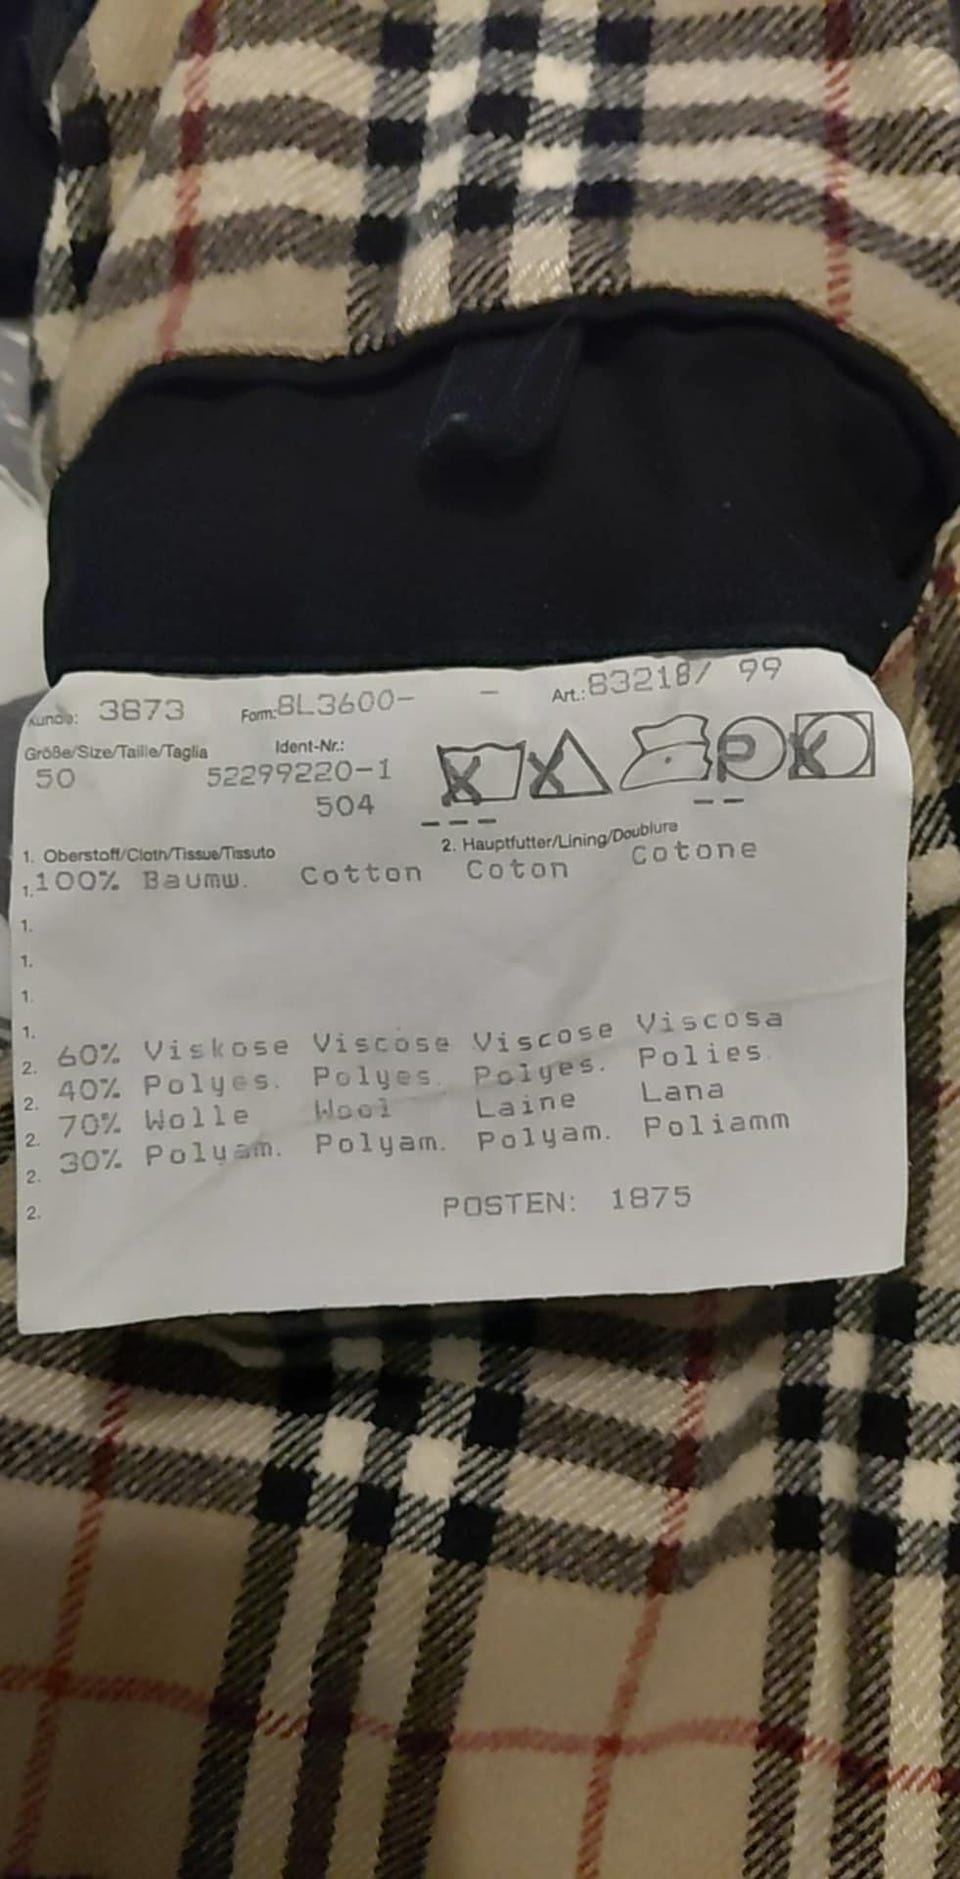 Kunde: 3873 Form:8L3600- - Art.:83218/ 99
Größe/Size/Taille/Taglia Ident-Nr.:
50 52299220-1
504
P
1. Oberstoff/Cloth/Tissue/Tissuto 2. Hauptfutter/Lining/Doublure
1.100% Baumw. Cotton Coton Cotone
1.
1.
1.
1.
2. 60% Viskose Viscose Viscose Viscosa
2. 40% Polyes. Polyes. Polyes. Polies.
2. 70% Wolle Wool Laine Lana
2. 30% Polyam. Polyam. Polyam. Poliamm
2. POSTEN: 1875